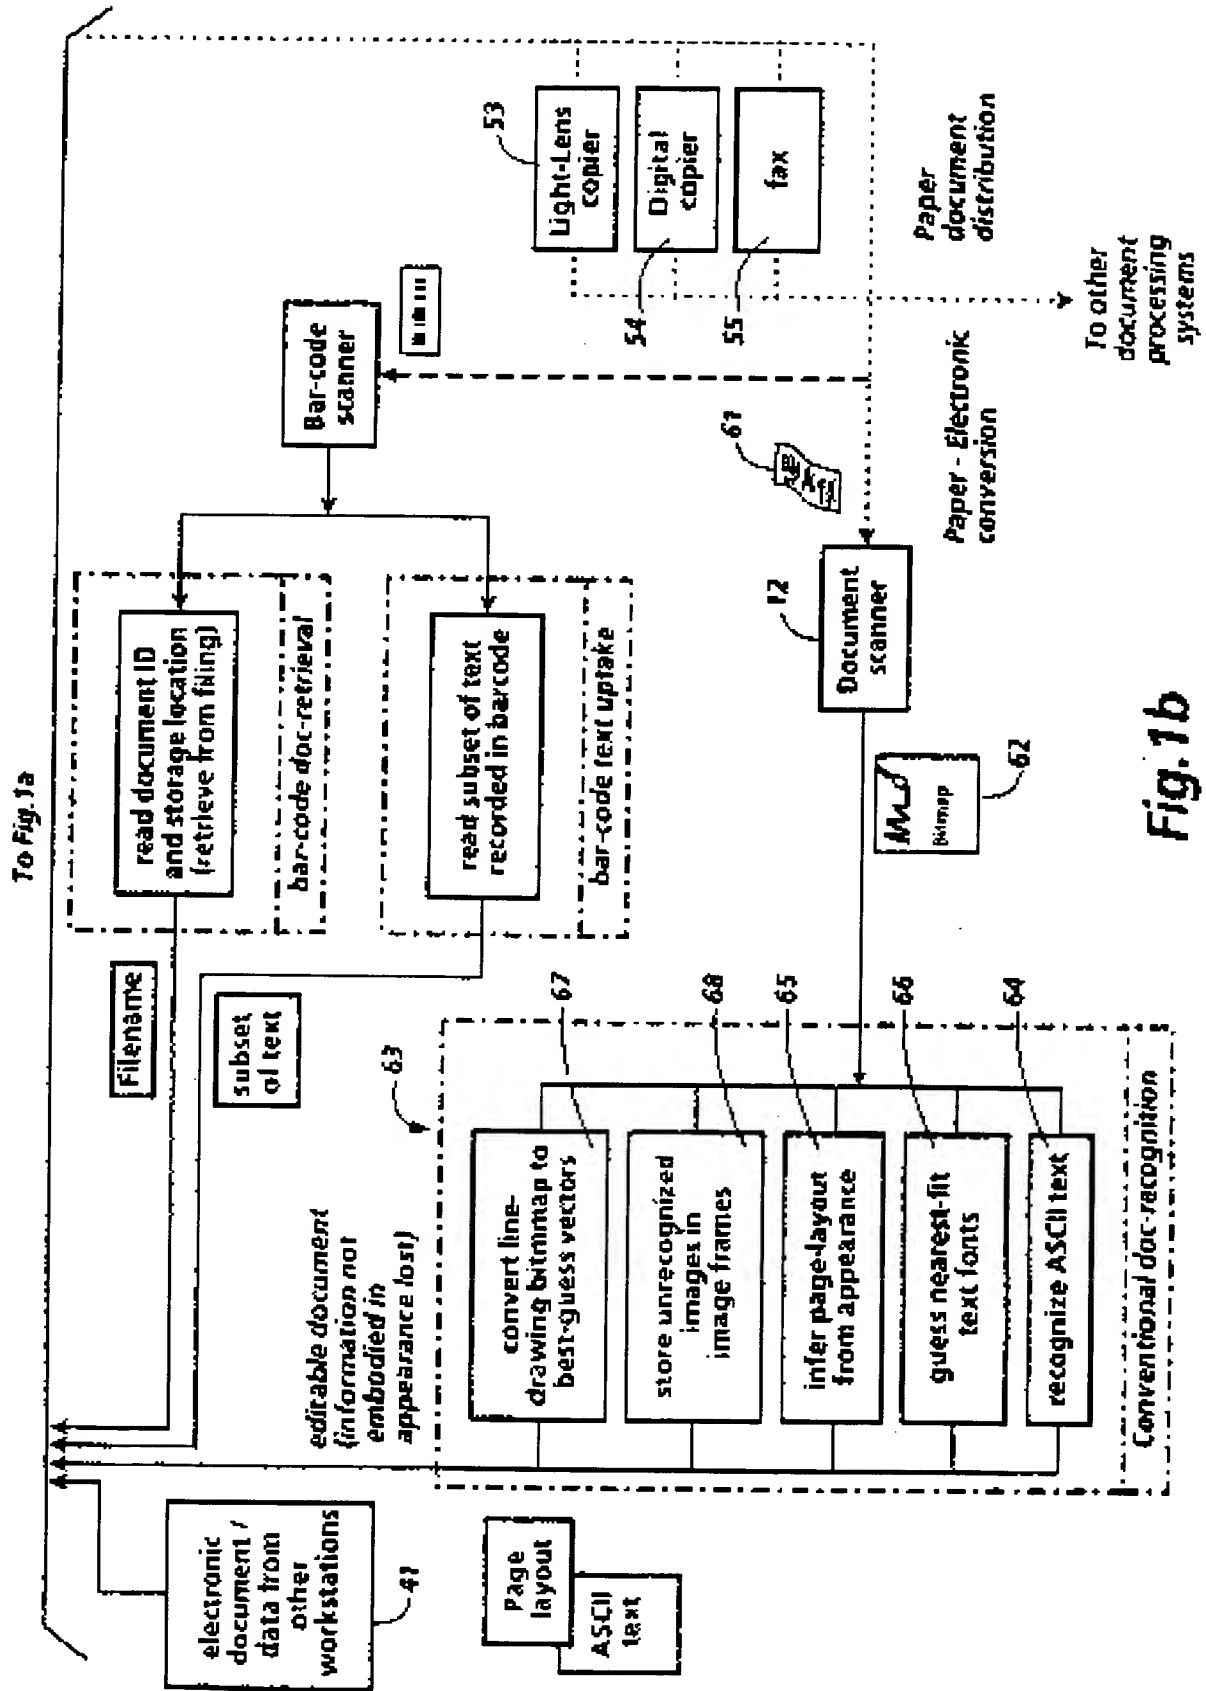 To Fig.1a
electronic
document /
data from
other
workstations
41
Filename
subset
of text
read document ID
and storage location
(retrieve from filing)
bar-code doc-retrieval
read subset of text
recorded in barcode
bar-code text uptake
Bar-code
scanner
Light-Lens
copier
53
Digital
copier
54
fax
55
Page
layout
ASCII
text
editable document
(information not
embodied in
appearance lost)
63
convert line-
drawing bitmmap to
best-guess vectors
67
store unrecognized
images in
image frames
68
infer page-layout
from appearance
65
guess nearest-fit
text fonts
66
recognize ASCII text
64
Conventional doc-recognition
Bitmap
62
Document
scanner
12
61
Paper - Electronic
conversion
Paper
document
distribution
To other
document
processing
systems
Fig.1b